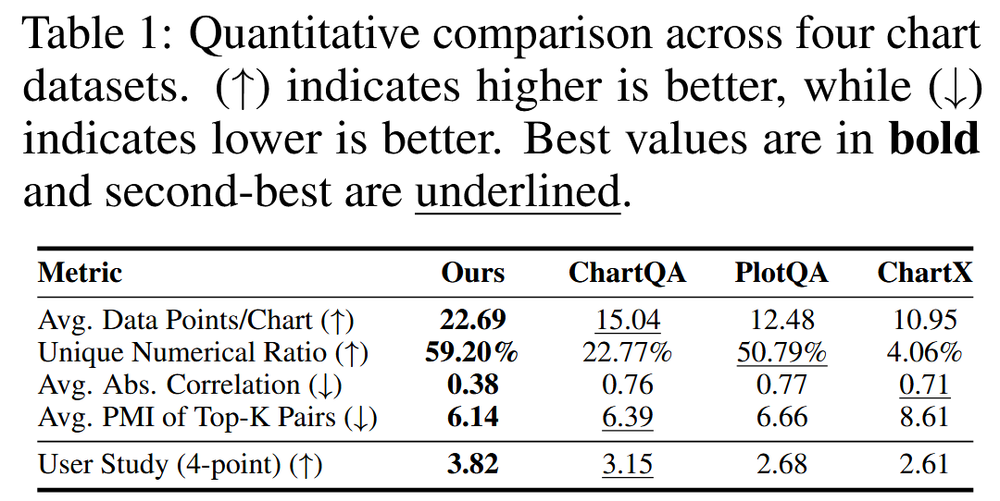 Table 1: Quantitative comparison across four chart
datasets. (↑) indicates higher is better, while (↓)
indicates lower is better. Best values are in bold
and second-best are underlined.
Metric Ours ChartQA PlotQA ChartX
Avg. Data Points/Chart (↑) 22.69 15.04 12.48 10.95
Unique Numerical Ratio (↑) 59.20% 22.77% 50.79% 4.06%
Avg. Abs. Correlation (↓) 0.38 0.76 0.77 0.71
Avg. PMI of Top-K Pairs (↓) 6.14 6.39 6.66 8.61
User Study (4-point) (↑) 3.82 3.15 2.68 2.61